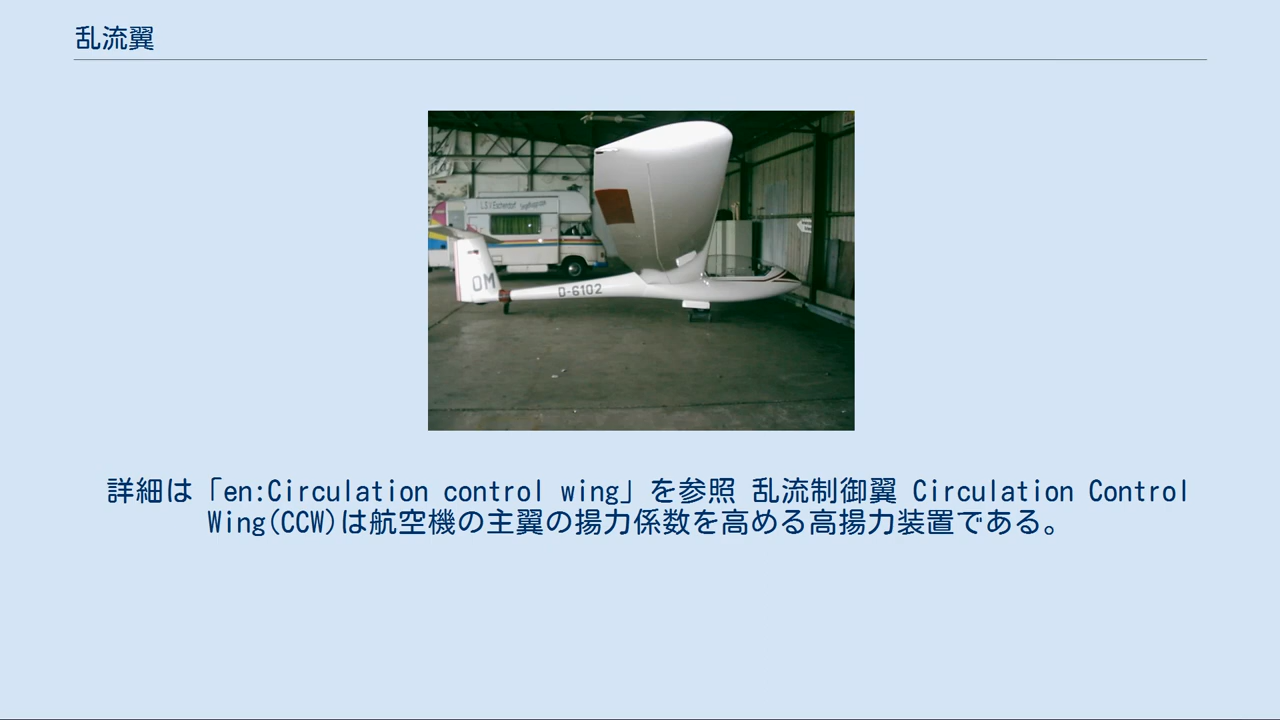 乱流翼
L.S.V. Eschendorf
OM
D-6102
詳細は「en:Circulation control wing」を参照 乱流制御翼 Circulation Control
Wing(CCW)は航空機の主翼の揚力係数を高める高揚力装置である。